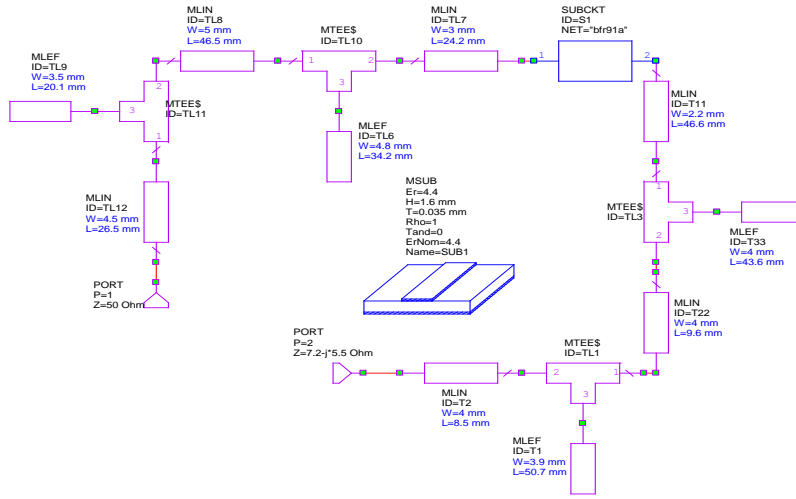 MLIN
ID=TL8
W=5 mm
L=46.5 mm
MTEE$
ID=TL10
1
2
3
MLIN
ID=TL7
W=3 mm
L=24.2 mm
SUBCKT
ID=S1
NET="bfr91a"
1
2
MLEF
ID=TL9
W=3.5 mm
L=20.1 mm
MTEE$
ID=TL11
2
3
1
MLEF
ID=TL6
W=4.8 mm
L=34.2 mm
MLIN
ID=T11
W=2.2 mm
L=46.6 mm
MLIN
ID=TL12
W=4.5 mm
L=26.5 mm
MSUB
Er=4.4
H=1.6 mm
T=0.035 mm
Rho=1
Tand=0
ErNom=4.4
Name=SUB1
MTEE$
ID=TL3
1
3
2
MLEF
ID=T33
W=4 mm
L=43.6 mm
PORT
P=1
Z=50 Ohm
MLIN
ID=T22
W=4 mm
L=9.6 mm
PORT
P=2
Z=7.2-j*5.5 Ohm
MTEE$
ID=TL1
2
1
3
MLIN
ID=T2
W=4 mm
L=8.5 mm
MLEF
ID=T1
W=3.9 mm
L=50.7 mm